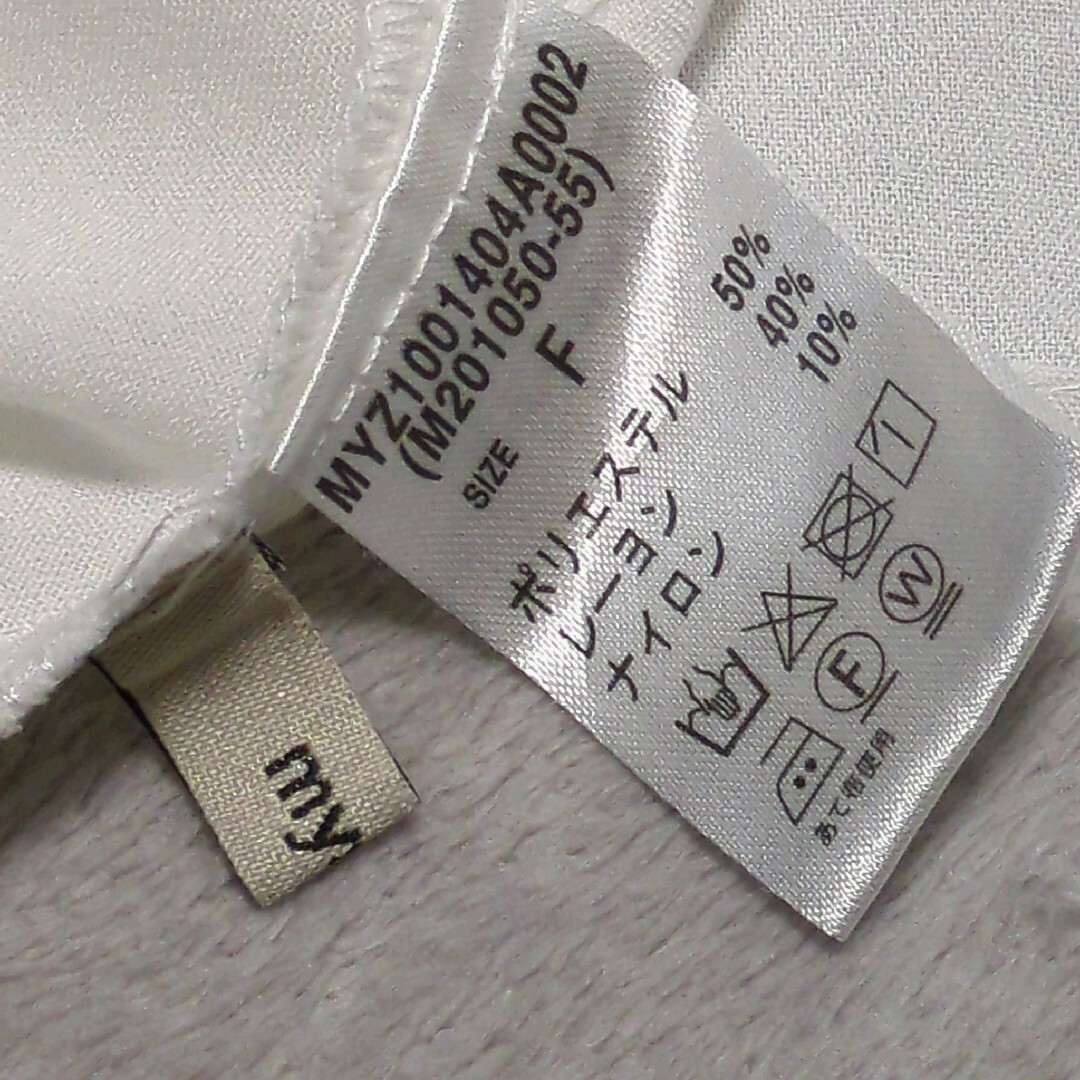 MYZ1001404A0002
(M201050-55)
SIZE F
ポリエステル 50%
レーヨン 40%
ナイロン 10%
W
F
あて布使用
my